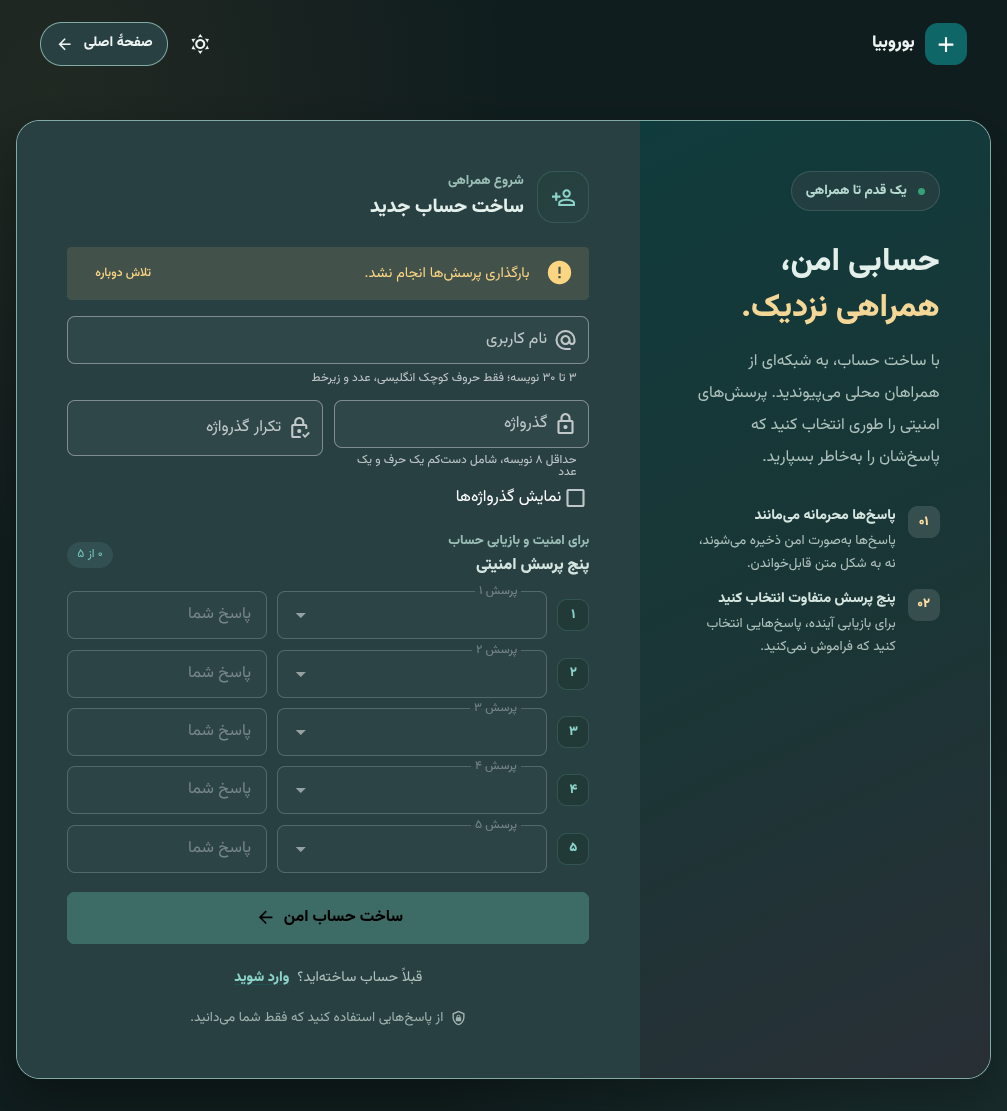 بوروبیا
صفحهٔ اصلی
یک قدم تا همراهی
حسابی امن،
همراهی نزدیک.
با ساخت حساب، به شبکه‌ای از
همراهان محلی می‌پیوندید. پرسش‌های
امنیتی را طوری انتخاب کنید که
پاسخ‌شان را به‌خاطر بسپارید.
۰۱
پاسخ‌ها محرمانه می‌مانند
پاسخ‌ها به‌صورت امن ذخیره می‌شوند،
نه به شکل متن قابل‌خواندن.
۰۲
پنج پرسش متفاوت انتخاب کنید
برای بازیابی آینده، پاسخ‌هایی انتخاب
کنید که فراموش نمی‌کنید.
شروع همراهی
ساخت حساب جدید
بارگذاری پرسش‌ها انجام نشد.
تلاش دوباره
نام کاربری
۳ تا ۳۰ نویسه؛ فقط حروف کوچک انگلیسی، عدد و زیرخط
گذرواژه
حداقل ۸ نویسه، شامل دست‌کم یک حرف و یک
عدد
تکرار گذرواژه
نمایش گذرواژه‌ها
برای امنیت و بازیابی حساب
پنج پرسش امنیتی
۰ از ۵
۱
پرسش ۱
پاسخ شما
۲
پرسش ۲
پاسخ شما
۳
پرسش ۳
پاسخ شما
۴
پرسش ۴
پاسخ شما
۵
پرسش ۵
پاسخ شما
ساخت حساب امن
قبلاً حساب ساخته‌اید؟ وارد شوید
از پاسخ‌هایی استفاده کنید که فقط شما می‌دانید.